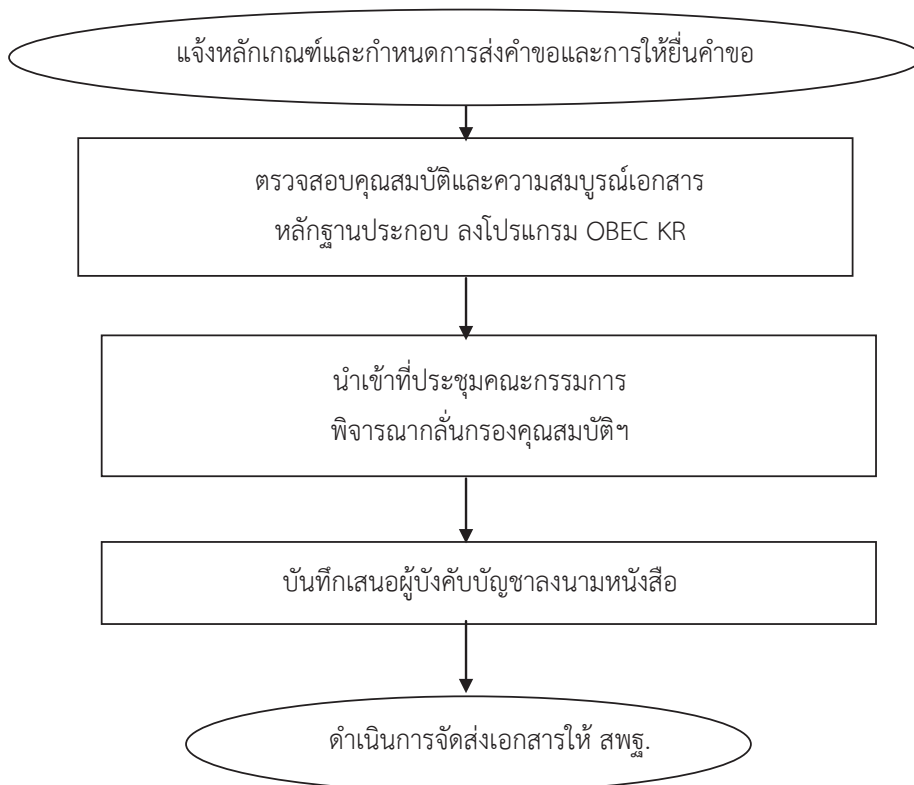 แจ้งหลักเกณฑ์และกำหนดการส่งคำขอและการให้ยื่นคำขอ
ตรวจสอบคุณสมบัติและความสมบูรณ์เอกสาร
หลักฐานประกอบ ลงโปรแกรม OBEC KR
นำเข้าที่ประชุมคณะกรรมการ
พิจารณากลั่นกรองคุณสมบัติฯ
บันทึกเสนอผู้บังคับบัญชาลงนามหนังสือ
ดำเนินการจัดส่งเอกสารให้ สพฐ.